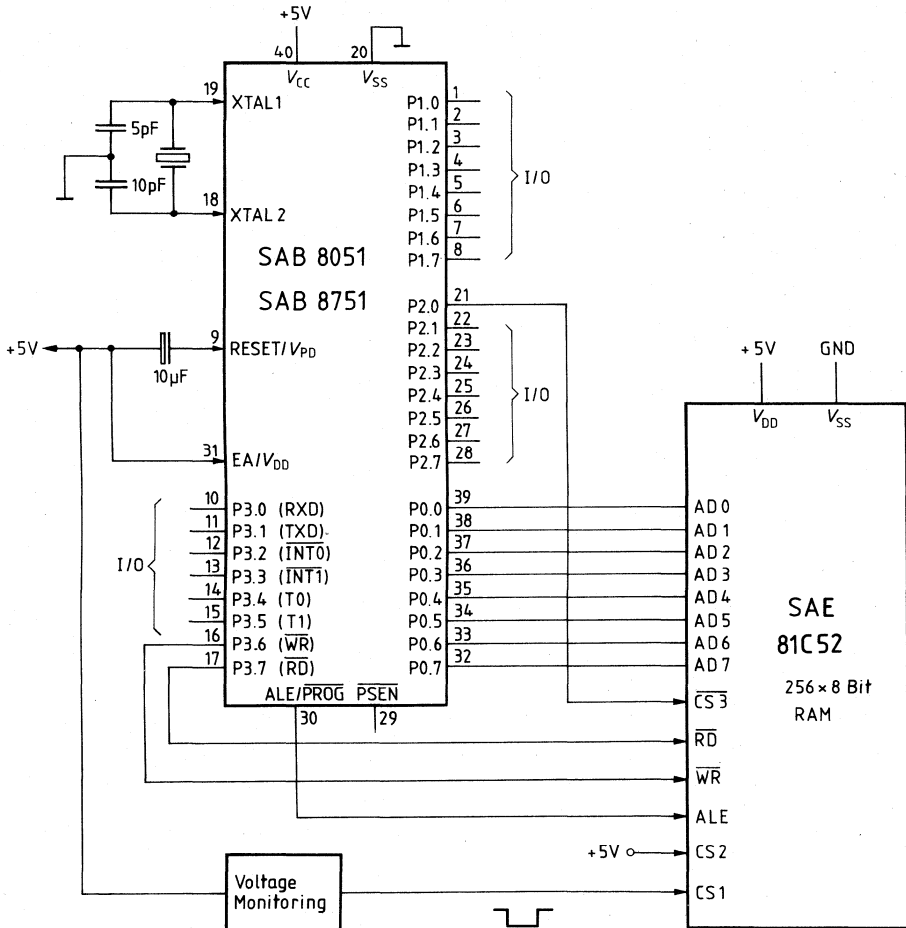 +5V
40
20
VCC
VSS
19
XTAL1
5pF
10pF
18
XTAL 2
SAB 8051
SAB 8751
P1.0 1
P1.1 2
P1.2 3
P1.3 4
P1.4 5
P1.5 6
P1.6 7
P1.7 8
I/O
P2.0 21
P2.1 22
P2.2 23
P2.3 24
P2.4 25
P2.5 26
P2.6 27
P2.7 28
I/O
+5V
10µF
9
RESET/VPD
31
EA/VDD
I/O
10 P3.0 (RXD)
11 P3.1 (TXD)
12 P3.2 (INT0)
13 P3.3 (INT1)
14 P3.4 (T0)
15 P3.5 (T1)
16 P3.6 (WR)
17 P3.7 (RD)
P0.0 39
P0.1 38
P0.2 37
P0.3 36
P0.4 35
P0.5 34
P0.6 33
P0.7 32
ALE/PROG PSEN
30
29
+5V
GND
VDD
VSS
AD0
AD1
AD2
AD3
AD4
AD5
AD6
AD7
CS3
RD
WR
ALE
+5V
CS2
CS1
SAE
81C52
256×8 Bit
RAM
Voltage
Monitoring